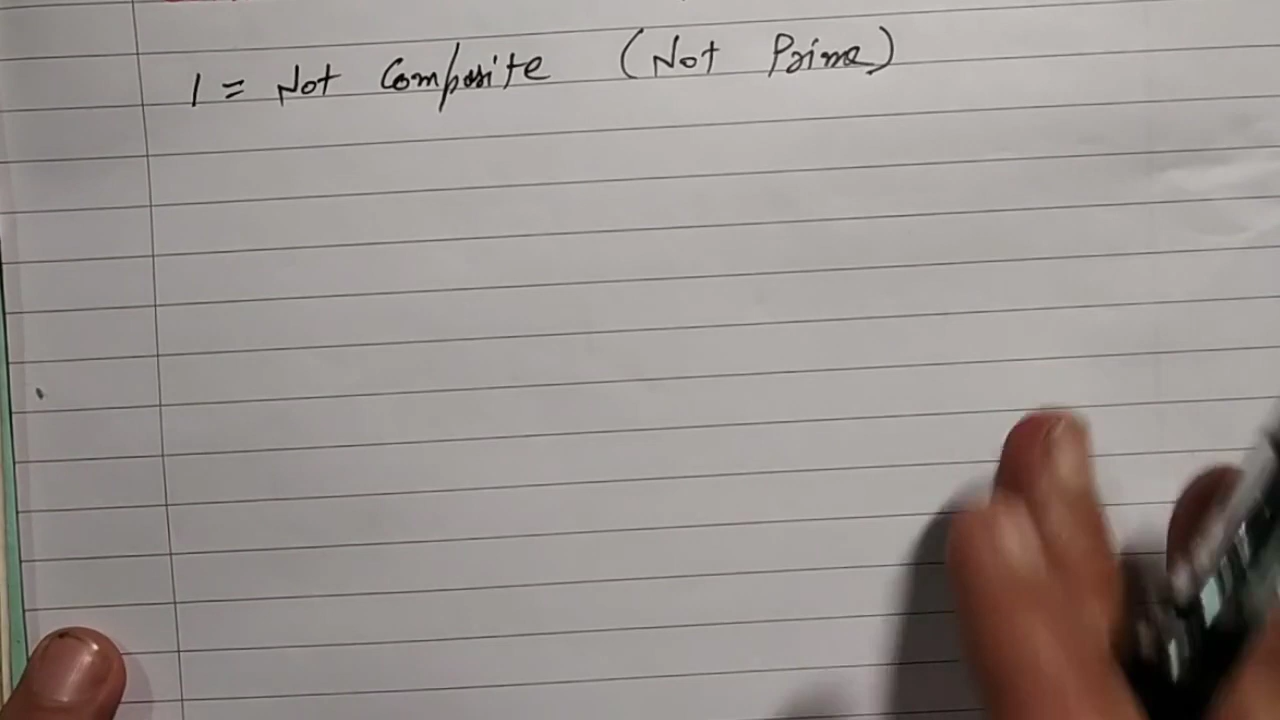 1 = Not Composite (Not Prime)